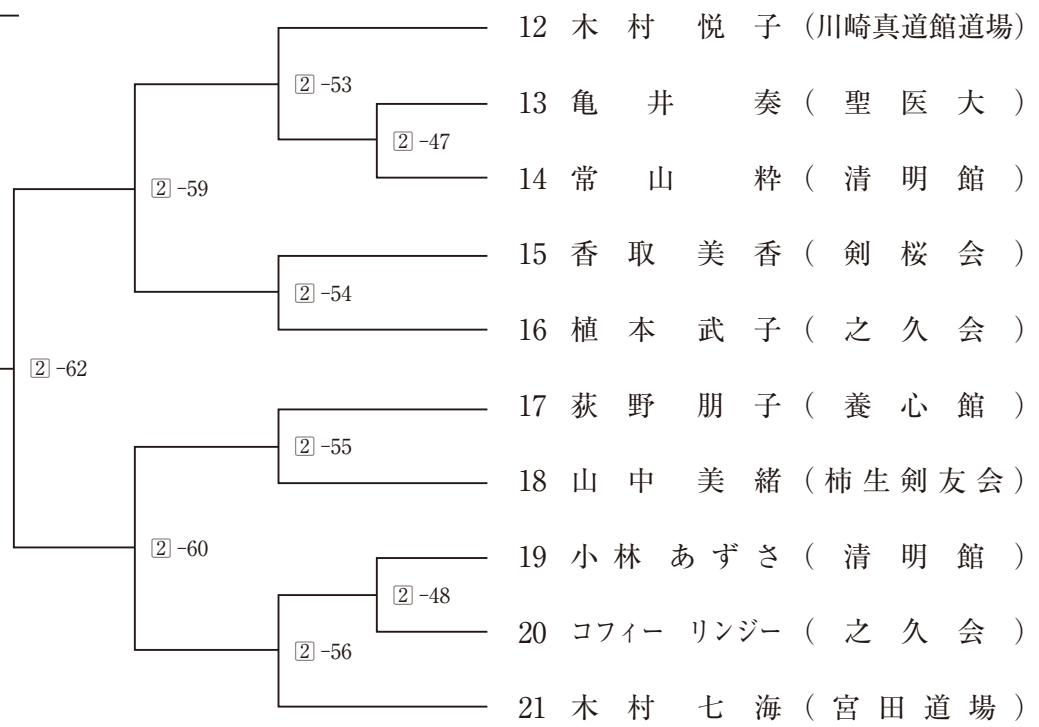 12 木村 悦子 (川崎真道館道場)
2-53
13 亀井 奏 (聖医大)
2-47
14 常山 粋 (清明館)
2-59
15 香取 美香 (剣桜会)
2-54
16 植本 武子 (之久会)
2-62
17 荻野 朋子 (養心館)
2-55
18 山中 美緒 (柿生剣友会)
2-60
19 小林 あずさ (清明館)
2-48
20 コフィー リンジー (之久会)
2-56
21 木村 七海 (宮田道場)